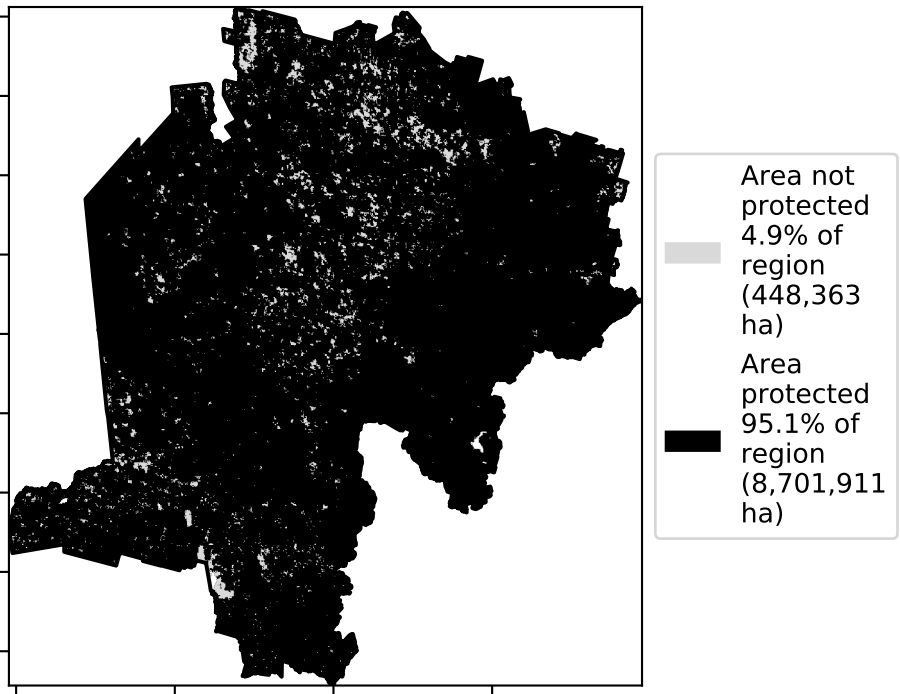 Area not
protected
4.9% of
region
(448,363
ha)
Area
protected
95.1% of
region
(8,701,911
ha)